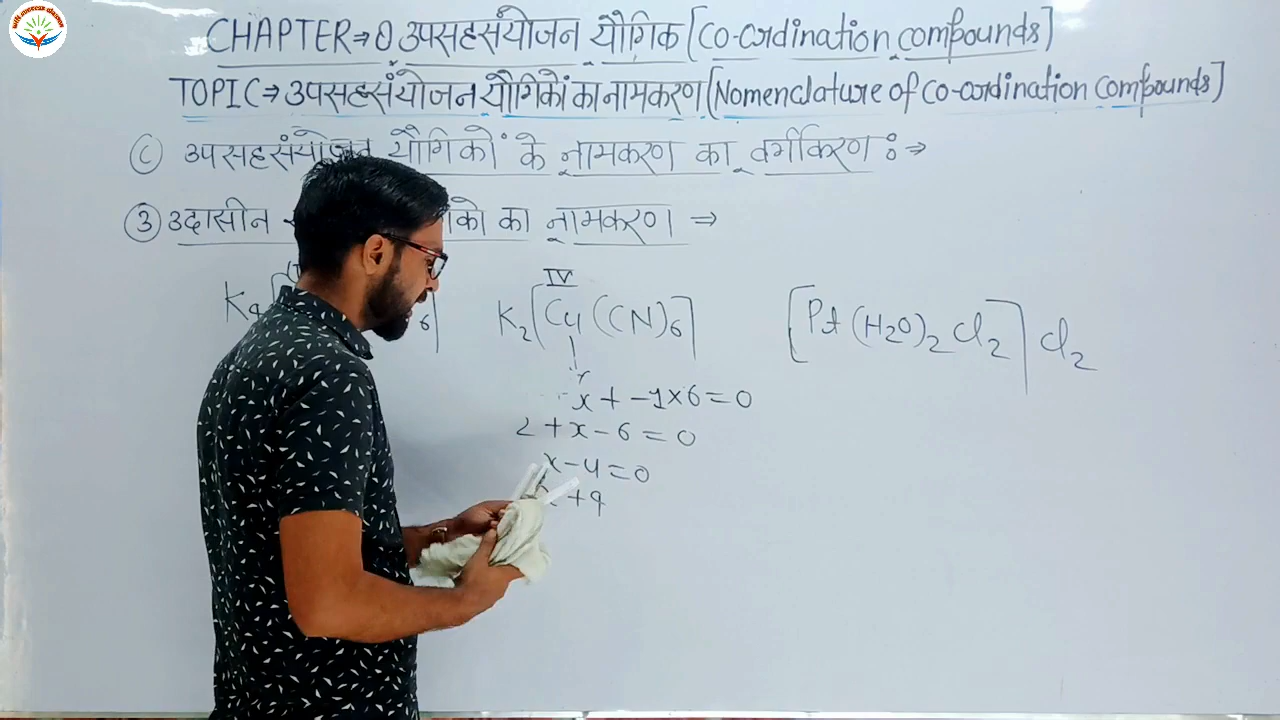 CHAPTER⇒ 0 उपसहसंयोजन यौगिक [co-ordination compounds]
TOPIC⇒ उपसहसंयोजन यौगिकों का नामकरण [Nomenclature of co-ordination compounds]
(C) उपसहसंयोजन यौगिकों के नामकरण का वर्गीकरण :⇒
(3) उदासीन का नामकरण ⇒
IV
K2[Cu(CN)6] [Pt(H2O)2Cl2]Cl2
x + -1×6=0
2+x-6=0
x-4=0
+4